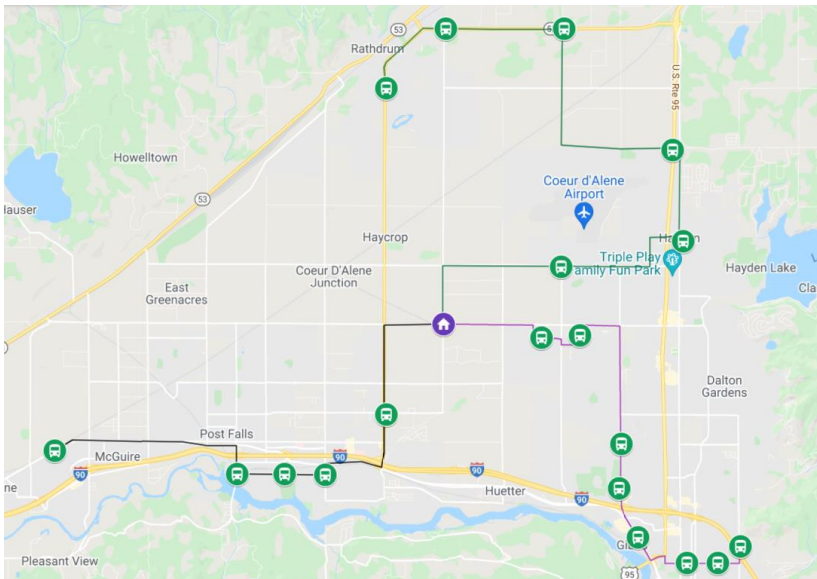 53
Rathdrum
U.S. Rte 95
Howelltown
Coeur d'Alene
Airport
53
Hauser
Haycrop
Triple Play
Family Fun Park
Hayden Lake
Coeur D'Alene
Junction
East
Greenacres
Dalton
Gardens
Post Falls
McGuire
90
90
90
Huetter
90
Pleasant View
95